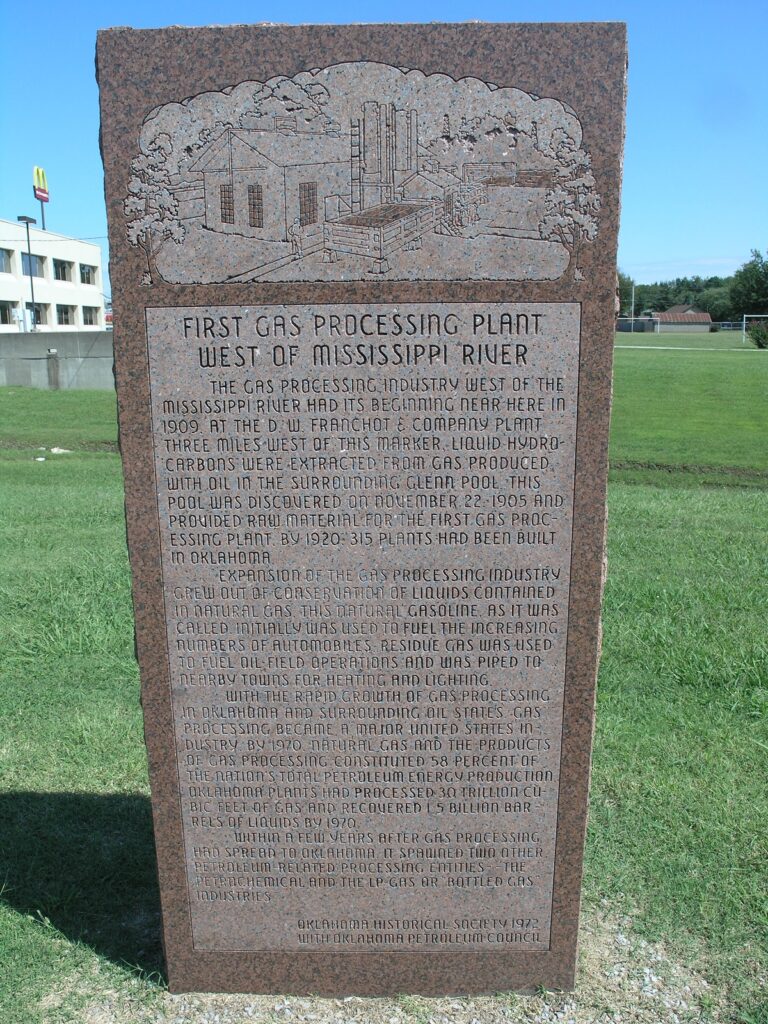 FIRST GAS PROCESSING PLANT
WEST OF MISSISSIPPI RIVER
THE GAS PROCESSING INDUSTRY WEST OF THE
MISSISSIPPI RIVER HAD ITS BEGINNING NEAR HERE IN
1909. AT THE D. W. FRANCHOT & COMPANY PLANT
THREE MILES WEST OF THIS MARKER, LIQUID HYDRO-
CARBONS WERE EXTRACTED FROM GAS PRODUCED
WITH OIL IN THE SURROUNDING GLENN POOL. THIS
POOL WAS DISCOVERED ON NOVEMBER 22, 1905 AND
PROVIDED RAW MATERIAL FOR THE FIRST GAS PROC-
ESSING PLANT. BY 1920, 315 PLANTS HAD BEEN BUILT
IN OKLAHOMA.
EXPANSION OF THE GAS PROCESSING INDUSTRY
GREW OUT OF CONSERVATION OF LIQUIDS CONTAINED
IN NATURAL GAS. THIS NATURAL GASOLINE, AS IT WAS
CALLED, INITIALLY WAS USED TO FUEL THE INCREASING
NUMBERS OF AUTOMOBILES. RESIDUE GAS WAS USED
TO FUEL OIL FIELD OPERATIONS AND WAS PIPED TO
NEARBY TOWNS FOR HEATING AND LIGHTING.
WITH THE RAPID GROWTH OF GAS PROCESSING
IN OKLAHOMA AND SURROUNDING OIL STATES, GAS
PROCESSING BECAME A MAJOR UNITED STATES IN-
DUSTRY. BY 1970, NATURAL GAS AND THE PRODUCTS
OF GAS PROCESSING CONSTITUTED 58 PERCENT OF
THE NATION'S TOTAL PETROLEUM ENERGY PRODUCTION.
OKLAHOMA PLANTS HAD PROCESSED 30 TRILLION CU-
BIC FEET OF GAS AND RECOVERED 1.5 BILLION BAR-
RELS OF LIQUIDS BY 1970.
WITHIN A FEW YEARS AFTER GAS PROCESSING
HAD SPREAD TO OKLAHOMA, IT SPAWNED TWO OTHER
PETROLEUM-RELATED PROCESSING ENTITIES - THE
PETROCHEMICAL AND THE LP-GAS OR "BOTTLED GAS"
INDUSTRIES.
OKLAHOMA HISTORICAL SOCIETY 1972
WITH OKLAHOMA PETROLEUM COUNCIL